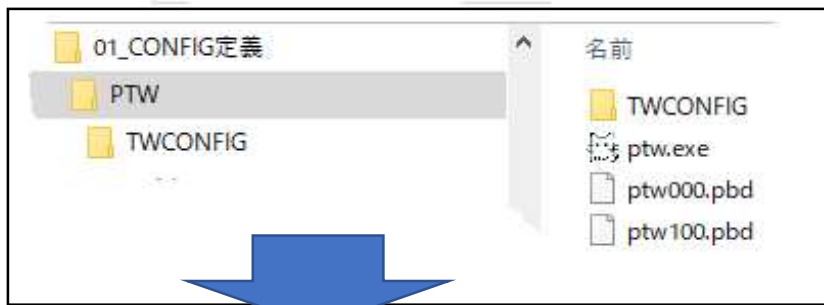 01_CONFIG定義
PTW
TWCONFIG
名前
TWCONFIG
ptw.exe
ptw000.pbd
ptw100.pbd